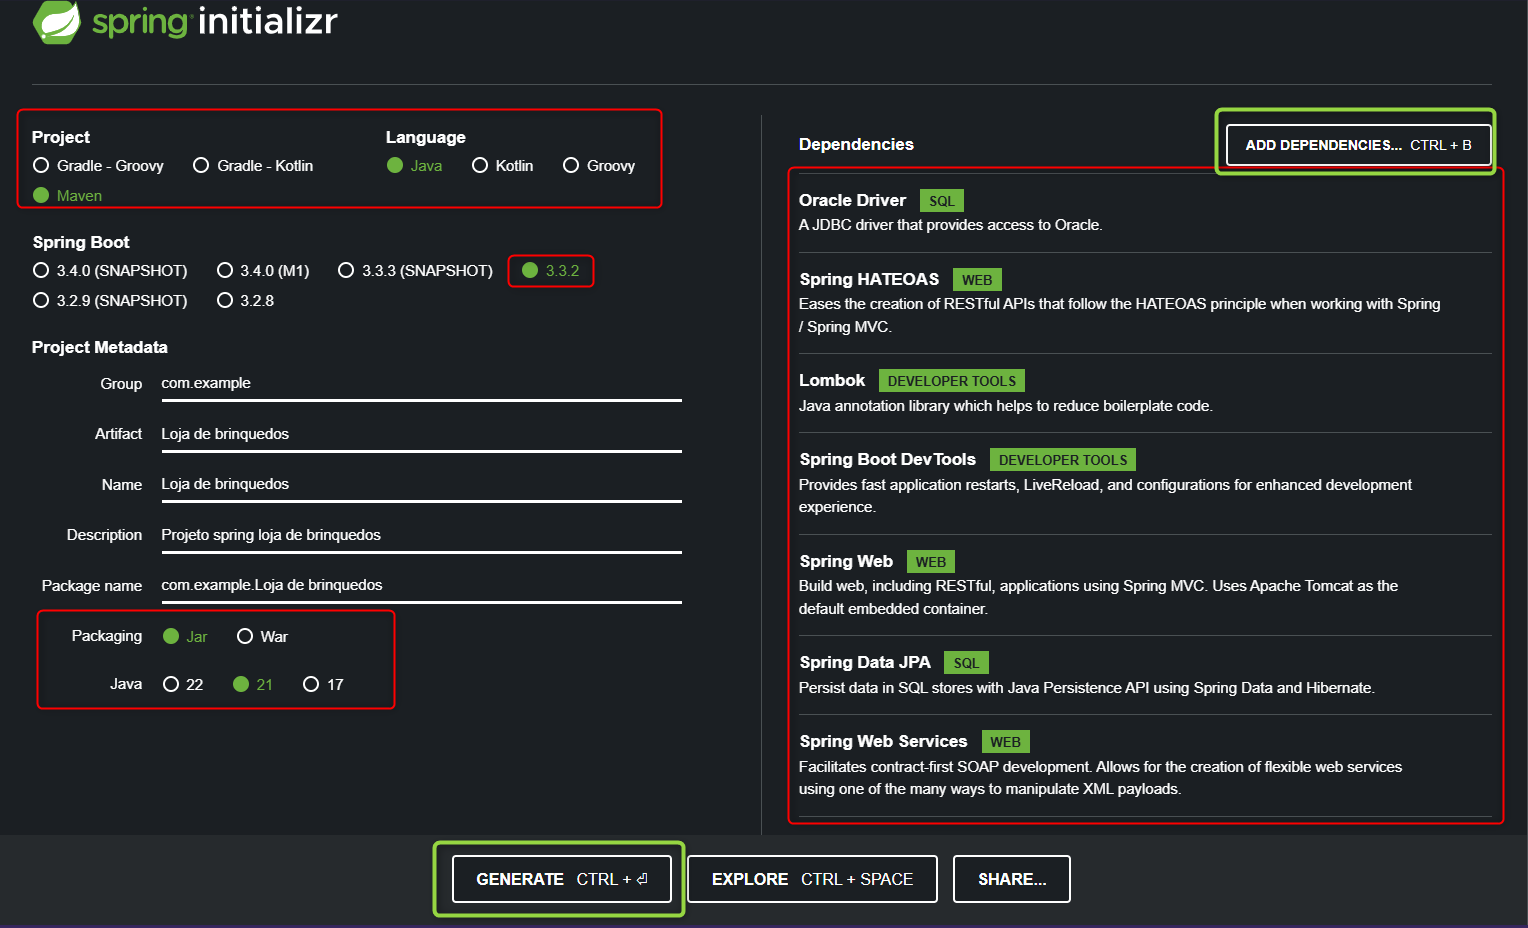 spring initializr
Project
Gradle - Groovy Gradle - Kotlin
Maven
Language
Java Kotlin Groovy
Spring Boot
3.4.0 (SNAPSHOT) 3.4.0 (M1) 3.3.3 (SNAPSHOT) 3.3.2
3.2.9 (SNAPSHOT) 3.2.8
Project Metadata
Group com.example
Artifact Loja de brinquedos
Name Loja de brinquedos
Description Projeto spring loja de brinquedos
Package name com.example.Loja de brinquedos
Packaging Jar War
Java 22 21 17
Dependencies ADD DEPENDENCIES... CTRL + B
Oracle Driver SQL
A JDBC driver that provides access to Oracle.
Spring HATEOAS WEB
Eases the creation of RESTful APIs that follow the HATEOAS principle when working with Spring
/ Spring MVC.
Lombok DEVELOPER TOOLS
Java annotation library which helps to reduce boilerplate code.
Spring Boot DevTools DEVELOPER TOOLS
Provides fast application restarts, LiveReload, and configurations for enhanced development
experience.
Spring Web WEB
Build web, including RESTful, applications using Spring MVC. Uses Apache Tomcat as the
default embedded container.
Spring Data JPA SQL
Persist data in SQL stores with Java Persistence API using Spring Data and Hibernate.
Spring Web Services WEB
Facilitates contract-first SOAP development. Allows for the creation of flexible web services
using one of the many ways to manipulate XML payloads.
GENERATE CTRL + ⏎ EXPLORE CTRL + SPACE SHARE...